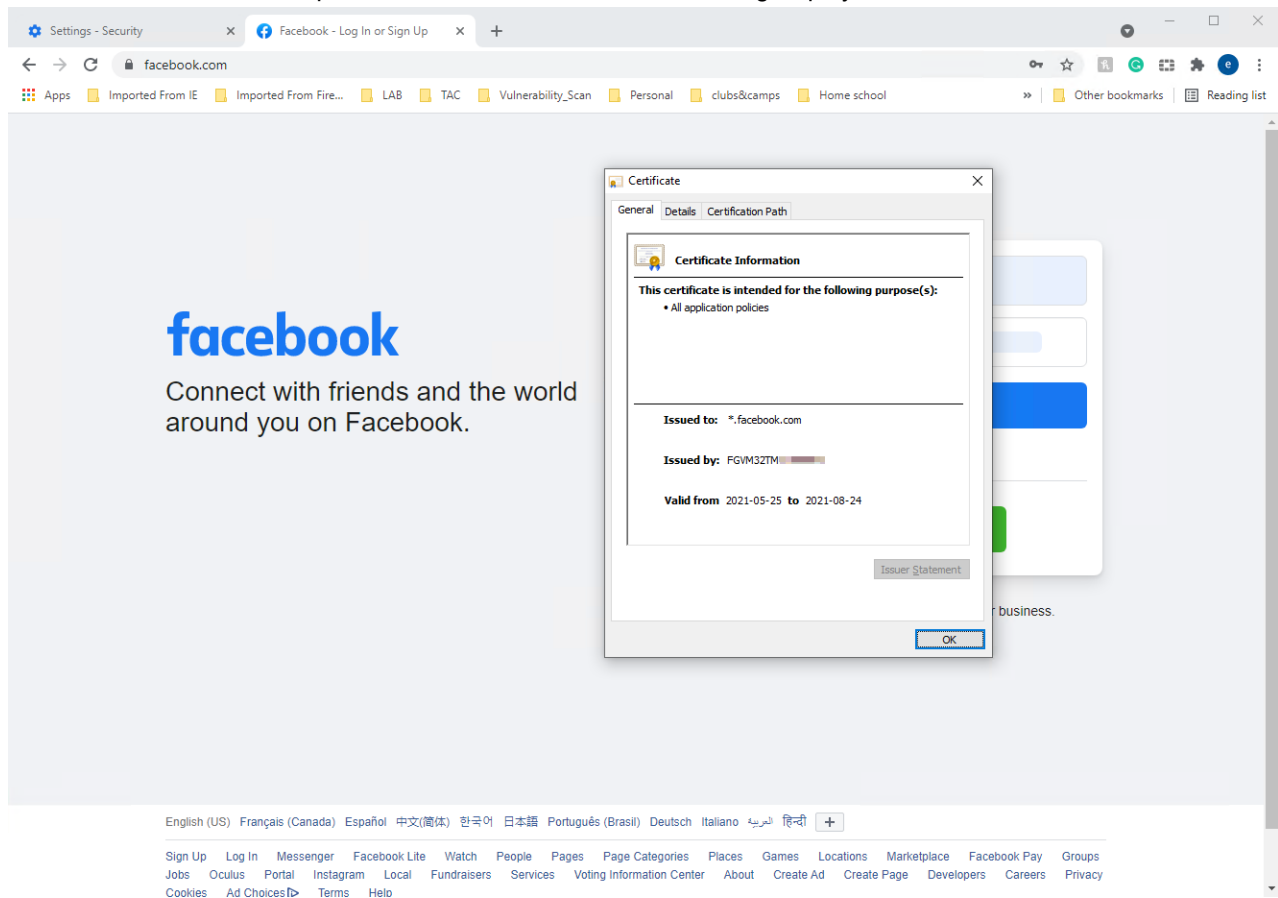 Settings - Security
Facebook - Log In or Sign Up
facebook.com
e
Apps
Imported From IE
Imported From Fire...
LAB
TAC
Vulnerability_Scan
Personal
clubs&camps
Home school
»
Other bookmarks
Reading list
Certificate
General
Details
Certification Path
Certificate Information
This certificate is intended for the following purpose(s):
• All application policies
facebook
Connect with friends and the world
around you on Facebook.
Issued to: *.facebook.com
Issued by: FGVM32TM
Valid from 2021-05-25 to 2021-08-24
Issuer Statement
business.
OK
English (US) Français (Canada) Español 中文(简体) 한국어 日本語 Português (Brasil) Deutsch Italiano العربية हिन्दी +
Sign Up Log In Messenger Facebook Lite Watch People Pages Page Categories Places Games Locations Marketplace Facebook Pay Groups
Jobs Oculus Portal Instagram Local Fundraisers Services Voting Information Center About Create Ad Create Page Developers Careers Privacy
Cookies Ad Choices Terms Help